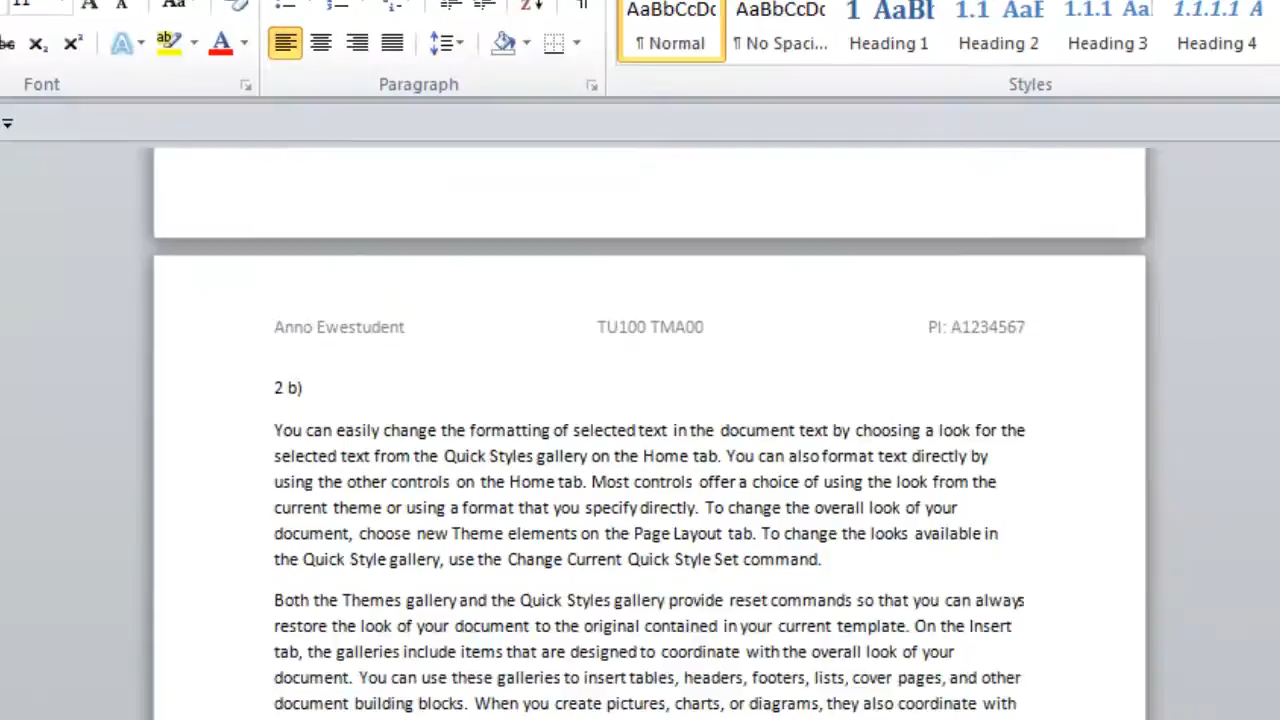 11
Aa
abc X₂ X² A ab A
Font
Paragraph
AaBbCcDc AaBbCcDc 1 AaBb 1.1 AaB 1.1.1 Aa 1.1.1.1 A
¶ Normal ¶ No Spaci... Heading 1 Heading 2 Heading 3 Heading 4
Styles
Anno Ewestudent TU100 TMA00 PI: A1234567
2 b)
You can easily change the formatting of selected text in the document text by choosing a look for the
selected text from the Quick Styles gallery on the Home tab. You can also format text directly by
using the other controls on the Home tab. Most controls offer a choice of using the look from the
current theme or using a format that you specify directly. To change the overall look of your
document, choose new Theme elements on the Page Layout tab. To change the looks available in
the Quick Style gallery, use the Change Current Quick Style Set command.
Both the Themes gallery and the Quick Styles gallery provide reset commands so that you can always
restore the look of your document to the original contained in your current template. On the Insert
tab, the galleries include items that are designed to coordinate with the overall look of your
document. You can use these galleries to insert tables, headers, footers, lists, cover pages, and other
document building blocks. When you create pictures, charts, or diagrams, they also coordinate with